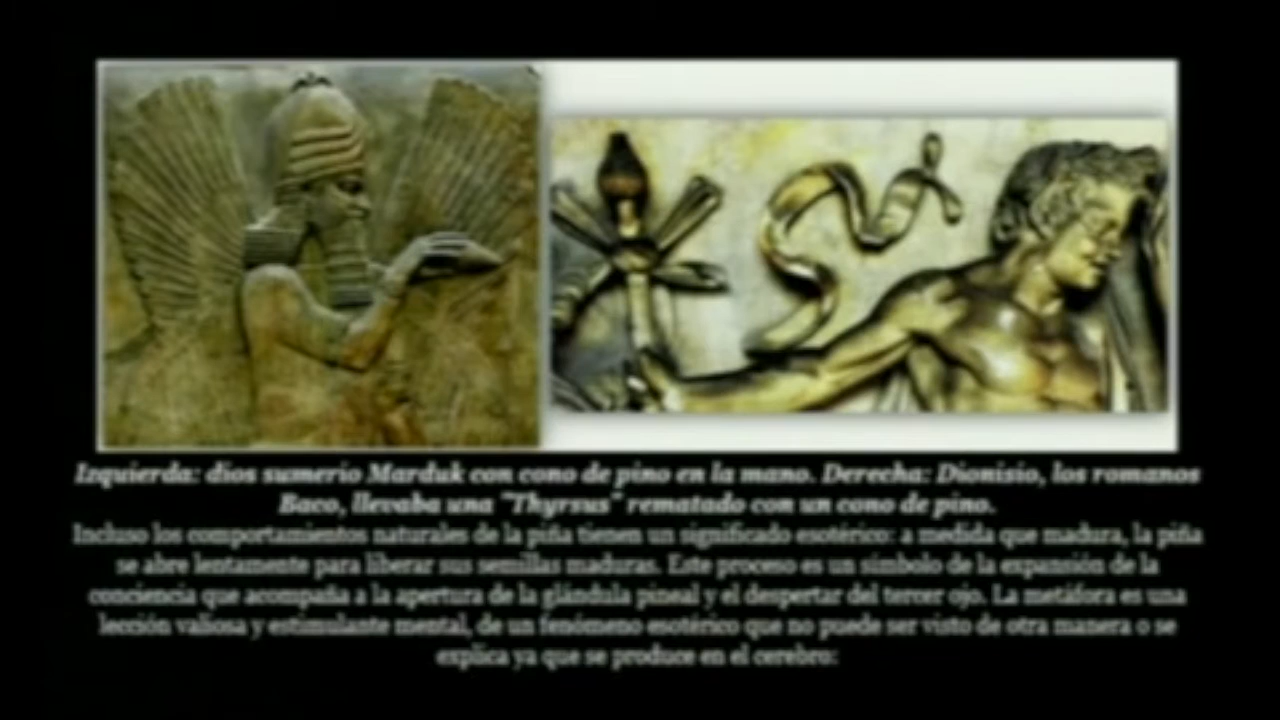 Izquierda: dios sumerio Marduk con cono de pino en la mano. Derecha: Dionisio, los romanos
Baco, llevaba una "Thyrsus" rematado con un cono de pino.
Incluso los comportamientos naturales de la piña tienen un significado esotérico: a medida que madura, la piña
se abre lentamente para liberar sus semillas maduras. Este proceso es un símbolo de la expansión de la
conciencia que acompaña a la apertura de la glándula pineal y el despertar del tercer ojo. La metáfora es una
lección valiosa y estimulante mental, de un fenómeno esotérico que no puede ser visto de otra manera o se
explica ya que se produce en el cerebro: